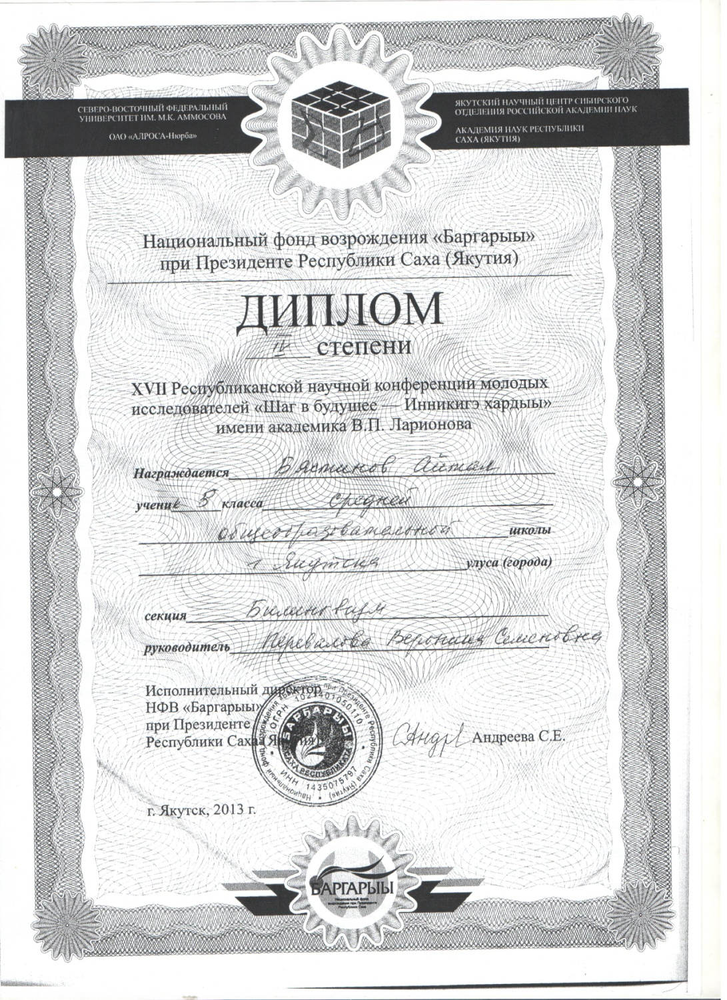 СЕВЕРО-ВОСТОЧНЫЙ ФЕДЕРАЛЬНЫЙ
УНИВЕРСИТЕТ ИМ. М.К. АММОСОВА
ОАО «АЛРОСА-Нюрба»
ЯКУТСКИЙ НАУЧНЫЙ ЦЕНТР СИБИРСКОГО
ОТДЕЛЕНИЯ РОССИЙСКОЙ АКАДЕМИИ НАУК
АКАДЕМИЯ НАУК РЕСПУБЛИКИ
САХА (ЯКУТИЯ)
Национальный фонд возрождения «Баргарыы»
при Президенте Республики Саха (Якутия)
ДИПЛОМ
IV степени
XVII Республиканской научной конференции молодых
исследователей «Шаг в будущее — Инникигэ хардыы»
имени академика В.П. Ларионова
Награждается Бястинов Айтал
ученик 5 класса средней
общеобразовательной школы
г Якутска улуса (города)
секция Билингвизм
руководитель Перевалова Вероника Семеновна
Исполнительный директор
НФВ «Баргарыы»
при Президенте
Республики Саха (Якутия)
Андреева С.Е.
Национальный фонд возрождения Баргарыы при Президенте Республики Саха (Якутия)
ОГРН 1021401050110
БАРГАРЫЫ
САХА РЕСПУБЛИКАТА
ИНН 1435075797
г. Якутск, 2013 г.
БАРГАРЫЫ
Национальный фонд
возрождения при Президенте
Республики Саха